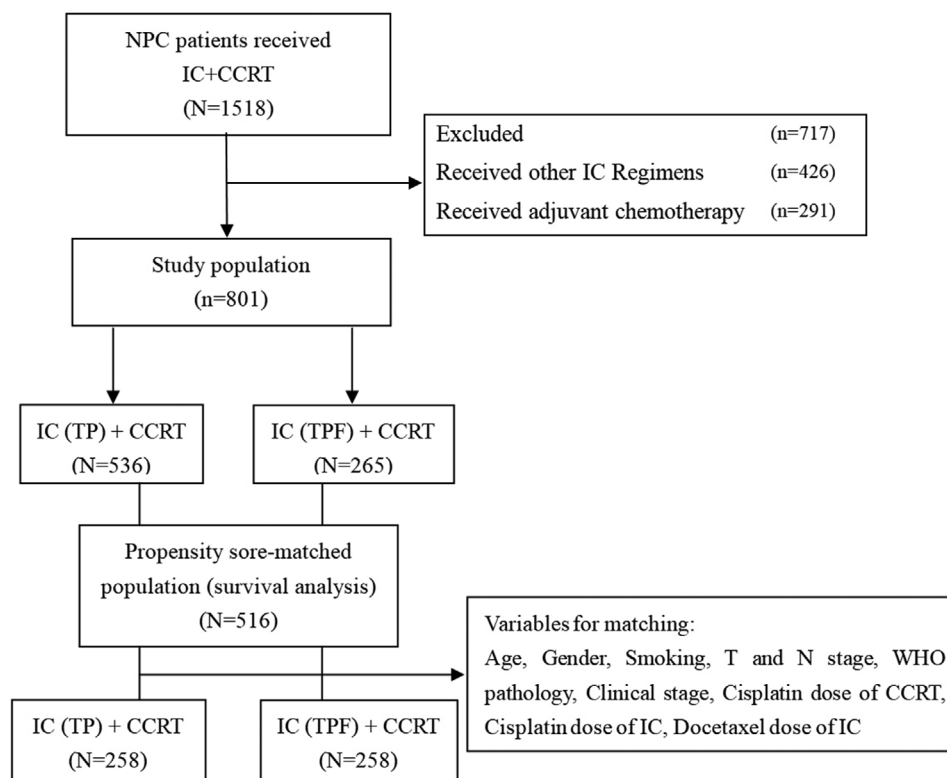 NPC patients received
IC+CCRT
(N=1518)
Excluded (n=717)
Received other IC Regimens (n=426)
Received adjuvant chemotherapy (n=291)
Study population
(n=801)
IC (TP) + CCRT
(N=536)
IC (TPF) + CCRT
(N=265)
Propensity sore-matched
population (survival analysis)
(N=516)
Variables for matching:
Age, Gender, Smoking, T and N stage, WHO
pathology, Clinical stage, Cisplatin dose of CCRT,
Cisplatin dose of IC, Docetaxel dose of IC
IC (TP) + CCRT
(N=258)
IC (TPF) + CCRT
(N=258)